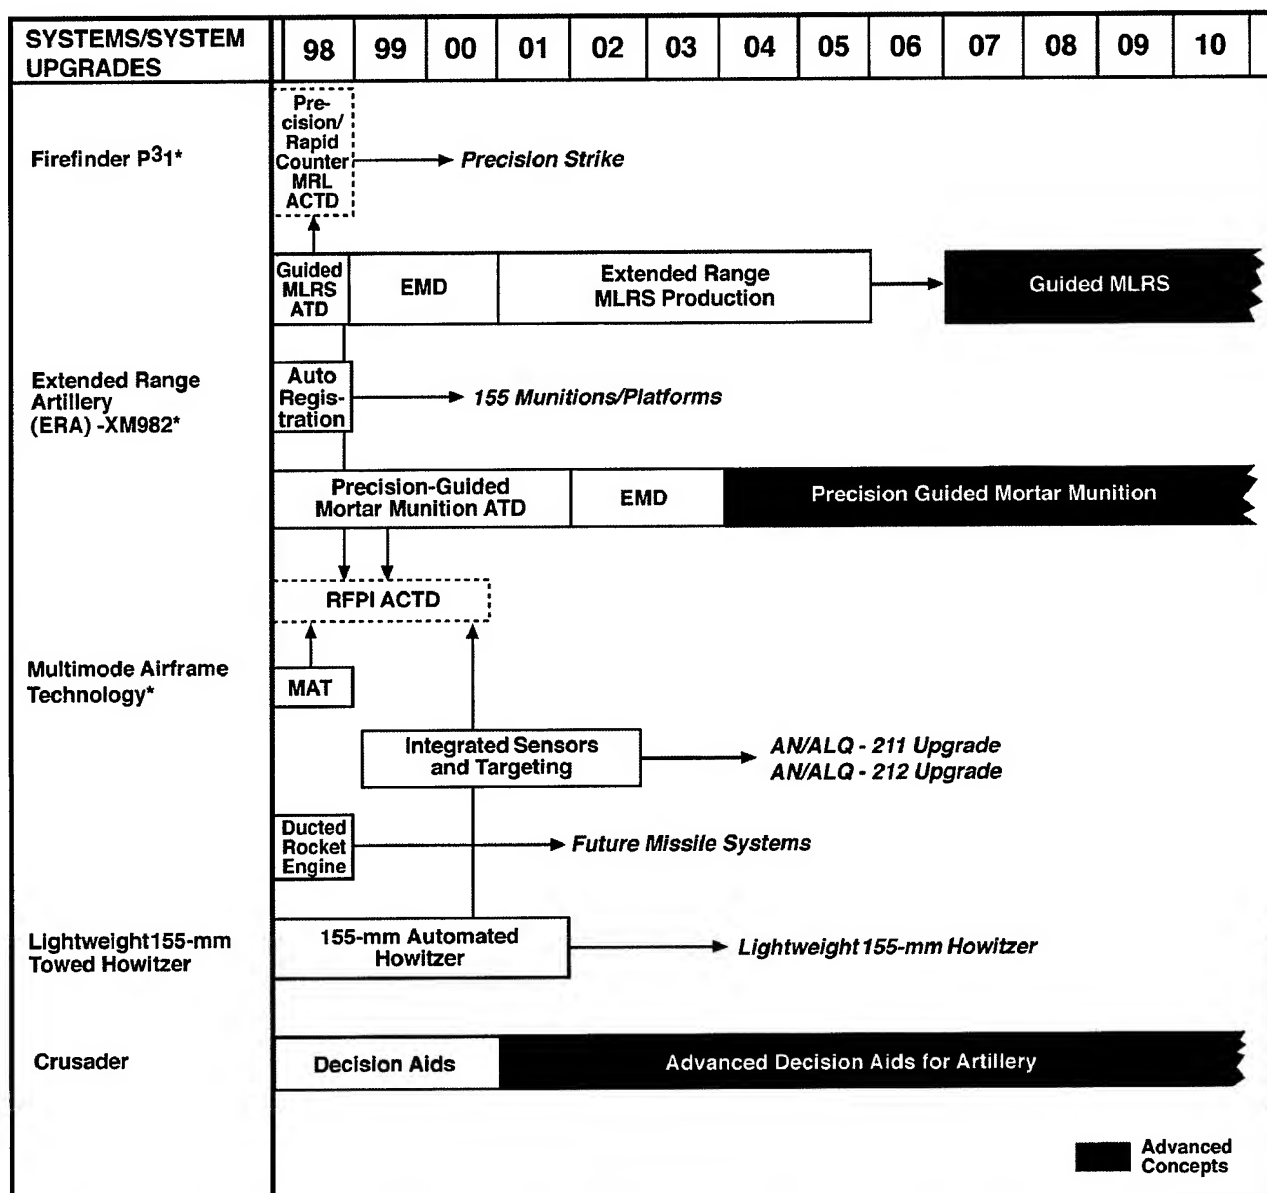 SYSTEMS/SYSTEM
UPGRADES
98 99 00 01 02 03 04 05 06 07 08 09 10
Firefinder P31*
Pre-
cision/
Rapid
Counter
MRL
ACTD
Precision Strike
Guided
MLRS
ATD
EMD
Extended Range
MLRS Production
Guided MLRS
Extended Range
Artillery
(ERA) -XM982*
Auto
Regis-
tration
155 Munitions/Platforms
Precision-Guided
Mortar Munition ATD
EMD
Precision Guided Mortar Munition
RFPI ACTD
Multimode Airframe
Technology*
MAT
Integrated Sensors
and Targeting
AN/ALQ - 211 Upgrade
AN/ALQ - 212 Upgrade
Ducted
Rocket
Engine
Future Missile Systems
Lightweight 155-mm
Towed Howitzer
155-mm Automated
Howitzer
Lightweight 155-mm Howitzer
Crusader
Decision Aids
Advanced Decision Aids for Artillery
Advanced
Concepts